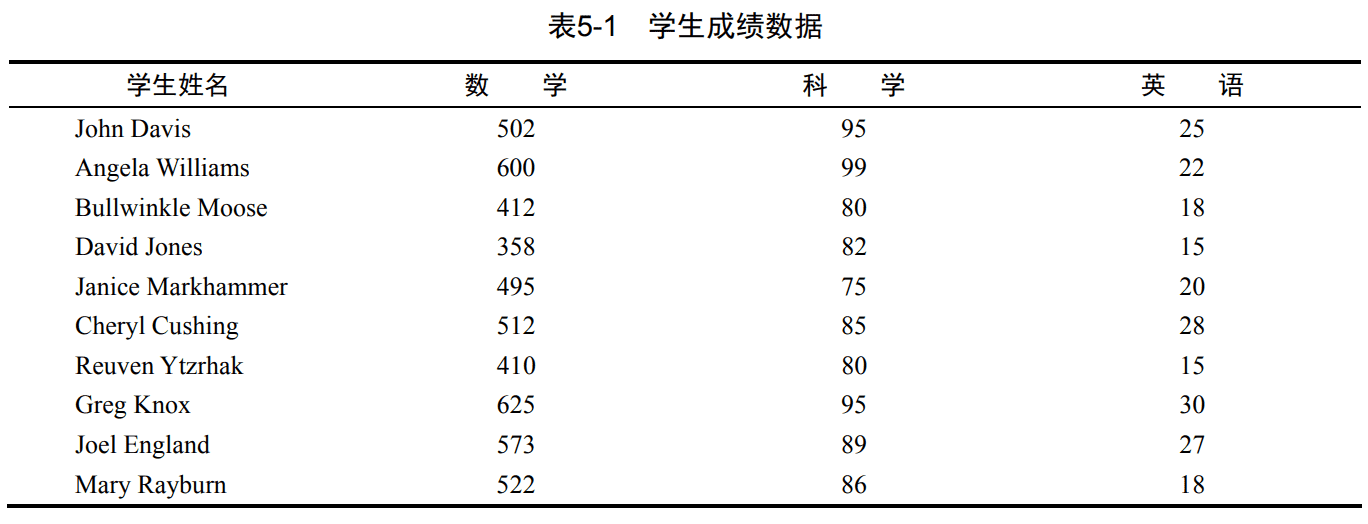 表5-1 学生成绩数据
学生姓名 数 学 科 学 英 语
John Davis 502 95 25
Angela Williams 600 99 22
Bullwinkle Moose 412 80 18
David Jones 358 82 15
Janice Markhammer 495 75 20
Cheryl Cushing 512 85 28
Reuven Ytzrhak 410 80 15
Greg Knox 625 95 30
Joel England 573 89 27
Mary Rayburn 522 86 18